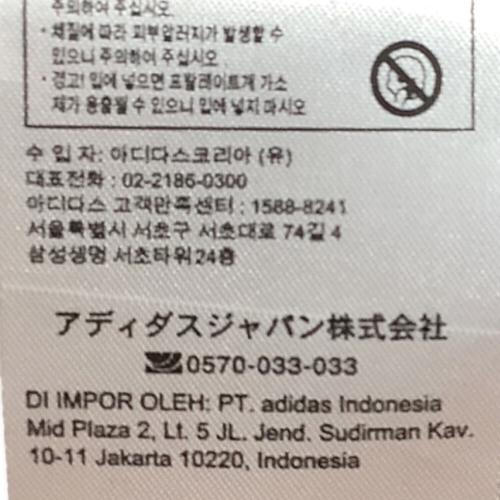 주의하여 주십시오
· 체질에 따라 피부알러지가 발생할 수
있으니 주의하여 주십시오
· 경고! 입에 넣으면 프탈레이트계 가소
제가 용출될 수 있으니 입에 넣지 마시오
수 입 자: 아디다스코리아 (유)
대표전화 : 02-2186-0300
아디다스 고객만족센터 : 1588-8241
서울특별시 서초구 서초대로 74길 4
삼성생명 서초타워24층
アディダスジャパン株式会社
0570-033-033
DI IMPOR OLEH: PT. adidas Indonesia
Mid Plaza 2, Lt. 5 JL. Jend. Sudirman Kav.
10-11 Jakarta 10220, Indonesia